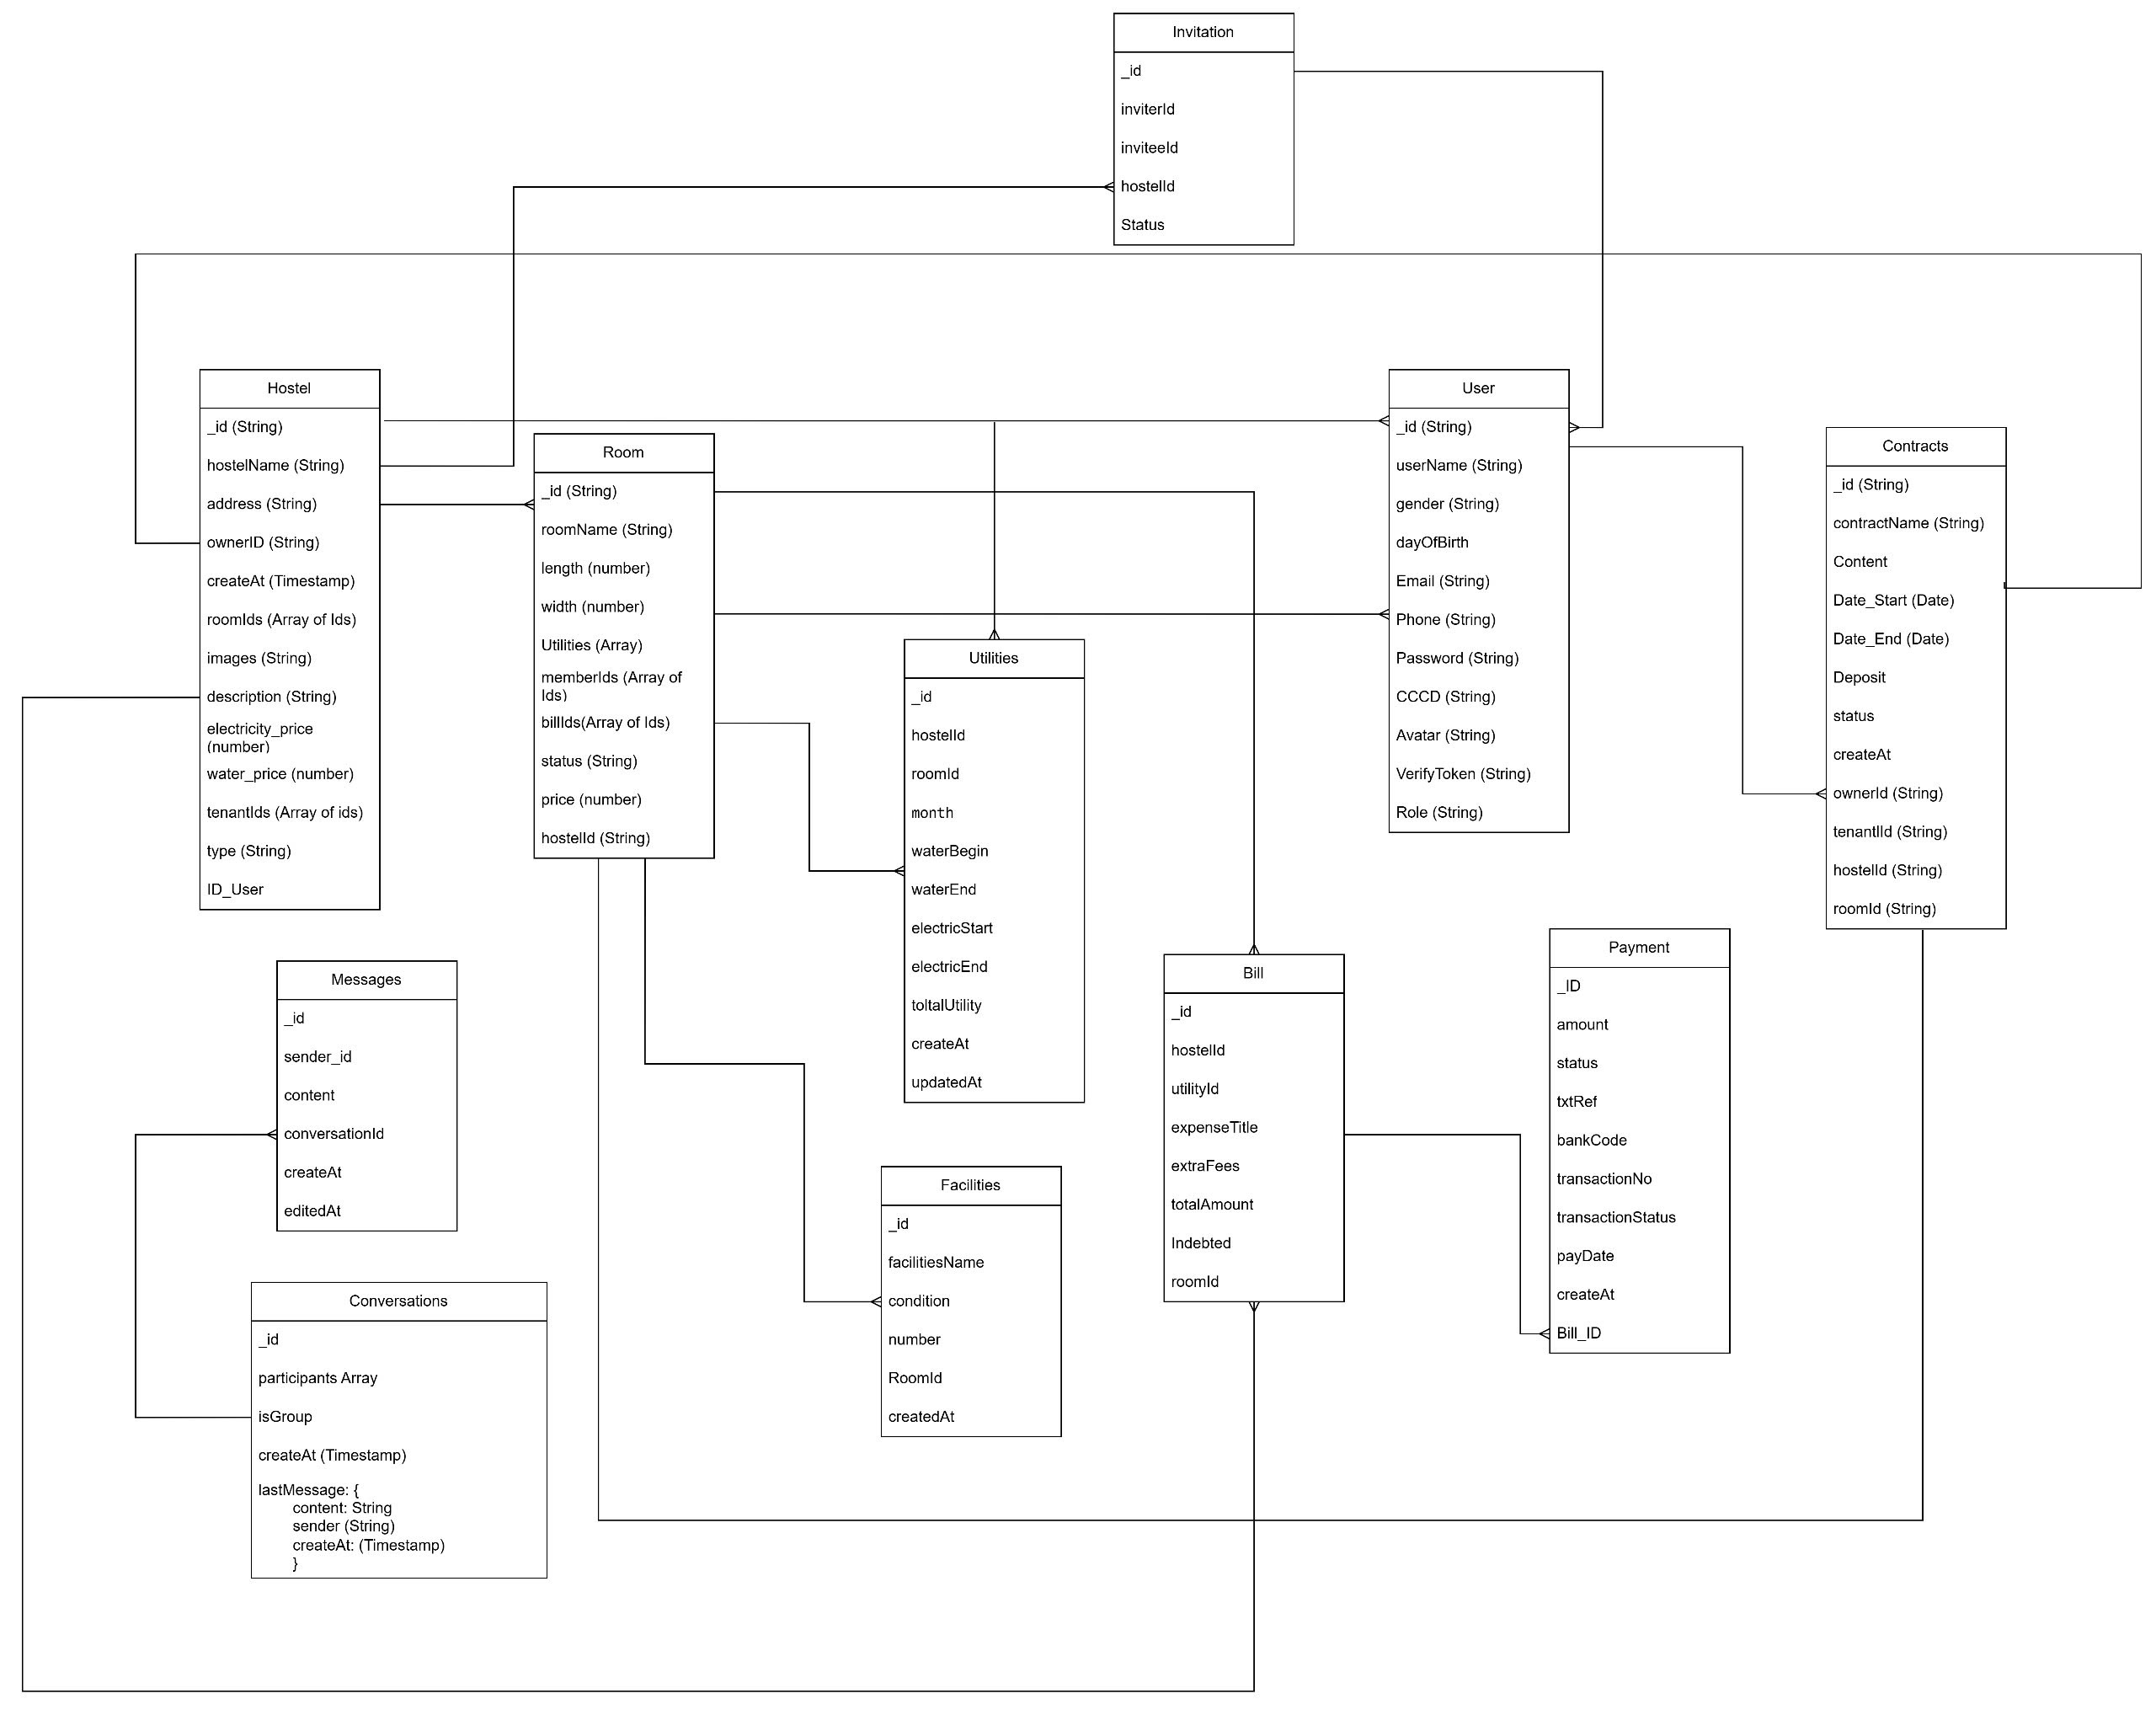 Invitation
_id
inviterId
inviteeId
hostelId
Status
Hostel
_id (String)
hostelName (String)
address (String)
ownerID (String)
createAt (Timestamp)
roomIds (Array of Ids)
images (String)
description (String)
electricity_price
(number)
water_price (number)
tenantIds (Array of ids)
type (String)
ID_User
Room
_id (String)
roomName (String)
length (number)
width (number)
Utilities (Array)
memberIds (Array of
Ids)
billIds(Array of Ids)
status (String)
price (number)
hostelId (String)
Utilities
_id
hostelId
roomId
month
waterBegin
waterEnd
electricStart
electricEnd
toltalUtility
createAt
updatedAt
User
_id (String)
userName (String)
gender (String)
dayOfBirth
Email (String)
Phone (String)
Password (String)
CCCD (String)
Avatar (String)
VerifyToken (String)
Role (String)
Contracts
_id (String)
contractName (String)
Content
Date_Start (Date)
Date_End (Date)
Deposit
status
createAt
ownerId (String)
tenantIId (String)
hostelId (String)
roomId (String)
Messages
_id
sender_id
content
conversationId
createAt
editedAt
Conversations
_id
participants Array
isGroup
createAt (Timestamp)
lastMessage: {
content: String
sender (String)
createAt: (Timestamp)
}
Facilities
_id
facilitiesName
condition
number
RoomId
createdAt
Bill
_id
hostelId
utilityId
expenseTitle
extraFees
totalAmount
Indebted
roomId
Payment
_ID
amount
status
txtRef
bankCode
transactionNo
transactionStatus
payDate
createAt
Bill_ID